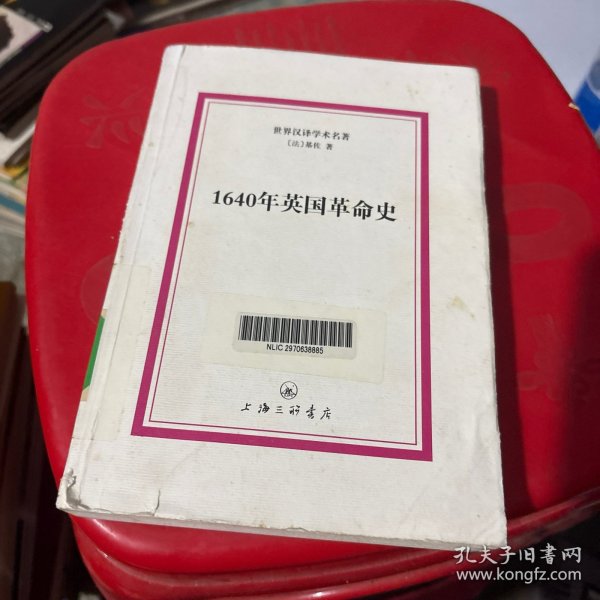 世界汉译学术名著
〔法〕基佐 著
1640年英国革命史
NLIC 2970638885
上海三联书店
孔夫子旧书网
www.kongfz.com